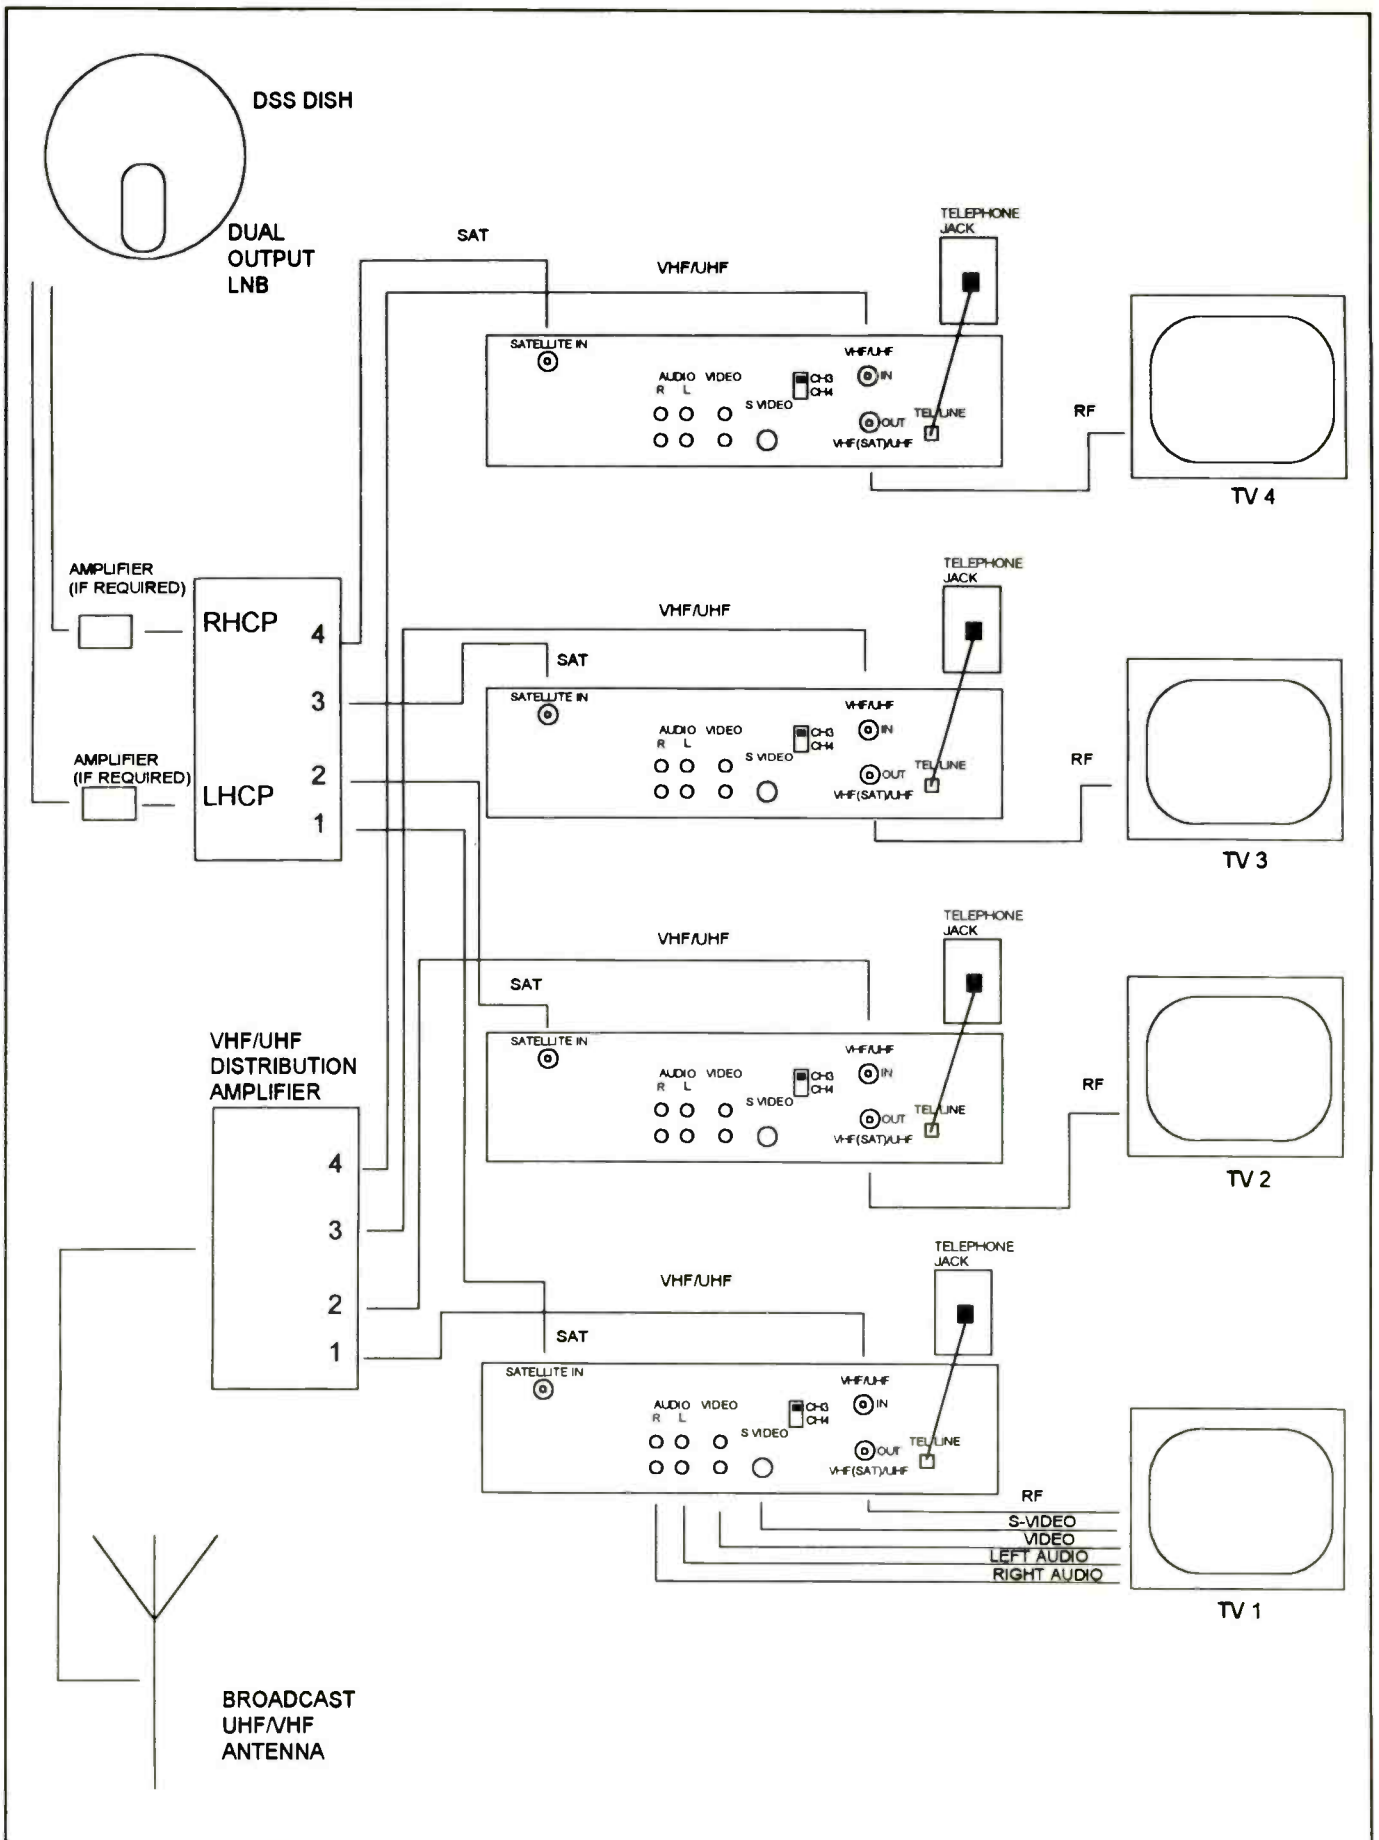 DSS DISH
DUAL
OUTPUT
LNB
SAT
VHF/UHF
TELEPHONE
JACK
SATELLITE IN
AUDIO VIDEO
R L
S VIDEO
CH3
CH4
VHF/UHF
IN
OUT
TEL LINE
VHF(SAT)/UHF
RF
TV 4
AMPLIFIER
(IF REQUIRED)
RHCP
4
3
AMPLIFIER
(IF REQUIRED)
LHCP
2
1
VHF/UHF
SAT
TELEPHONE
JACK
SATELLITE IN
AUDIO VIDEO
R L
S VIDEO
CH3
CH4
VHF/UHF
IN
OUT
TEL LINE
VHF(SAT)/UHF
RF
TV 3
VHF/UHF
SAT
TELEPHONE
JACK
SATELLITE IN
AUDIO VIDEO
R L
S VIDEO
CH3
CH4
VHF/UHF
IN
OUT
TEL LINE
VHF(SAT)/UHF
RF
TV 2
VHF/UHF
DISTRIBUTION
AMPLIFIER
4
3
2
1
VHF/UHF
SAT
TELEPHONE
JACK
SATELLITE IN
AUDIO VIDEO
R L
S VIDEO
CH3
CH4
VHF/UHF
IN
OUT
TEL LINE
VHF(SAT)/UHF
RF
S-VIDEO
VIDEO
LEFT AUDIO
RIGHT AUDIO
TV 1
BROADCAST
UHF/VHF
ANTENNA